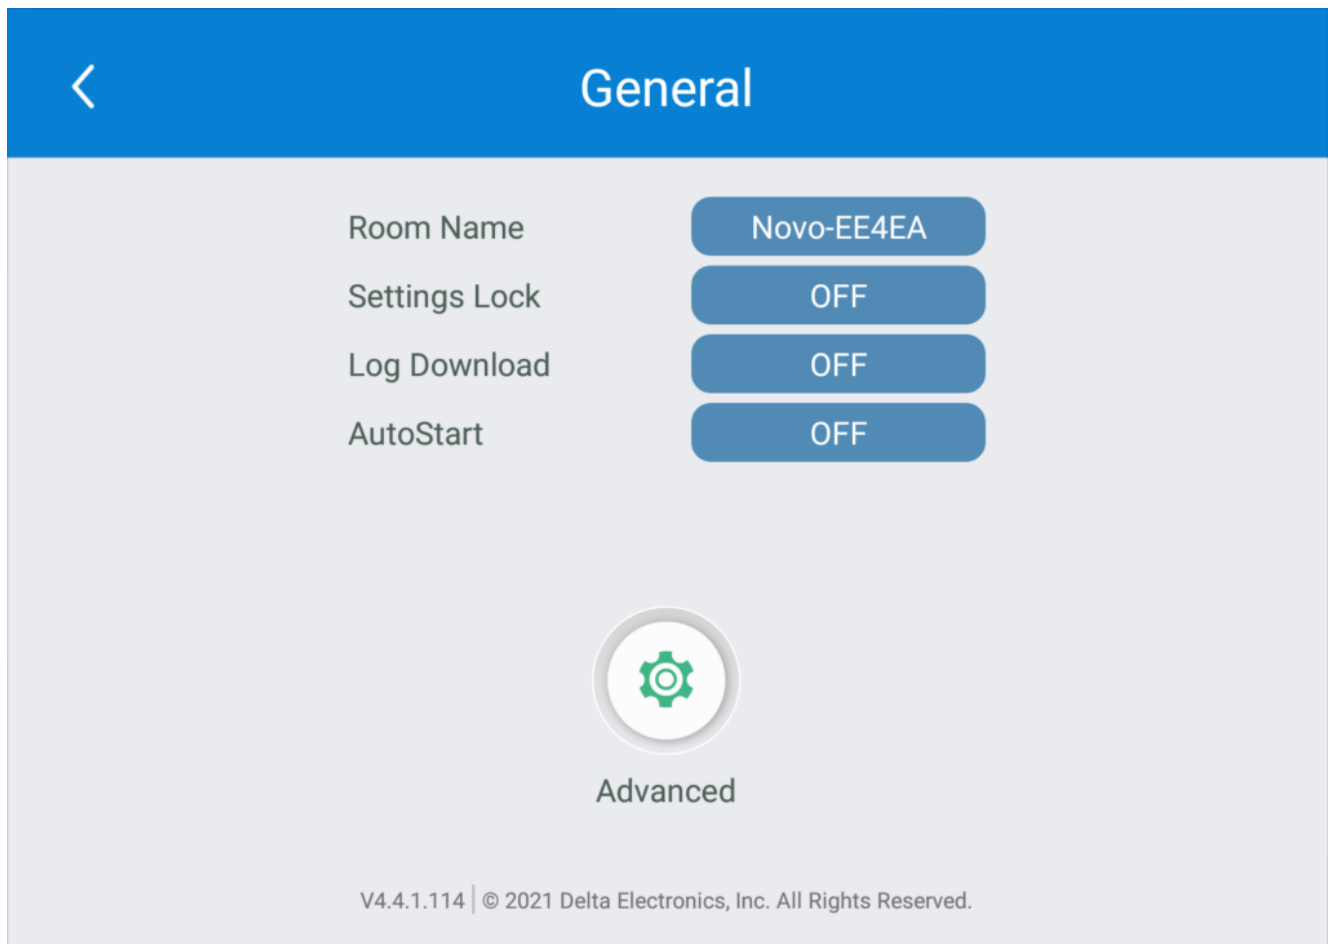 General
Room Name Novo-EE4EA
Settings Lock OFF
Log Download OFF
AutoStart OFF
Advanced
V4.4.1.114 | © 2021 Delta Electronics, Inc. All Rights Reserved.